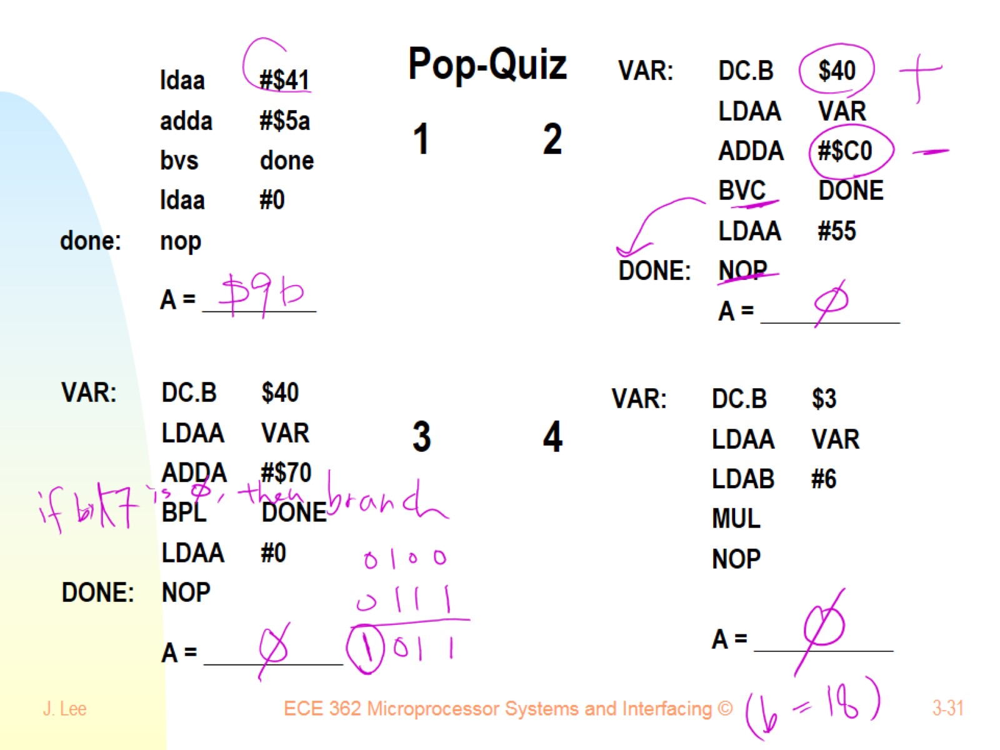 Pop-Quiz
1
ldaa #$41
adda #$5a
bvs done
ldaa #0
done: nop
A = $9b
2
VAR: DC.B $40 +
LDAA VAR
ADDA #$C0 −
BVC DONE
LDAA #55
DONE: NOP
A = ∅
3
VAR: DC.B $40
LDAA VAR
ADDA #$70
if bit7 is ∅, then branch
BPL DONE
LDAA #0
DONE: NOP
A = ∅
0100
0111
1011
4
VAR: DC.B $3
LDAA VAR
LDAB #6
MUL
NOP
A = ∅
(b = 18)
J. Lee
ECE 362 Microprocessor Systems and Interfacing ©
3-31